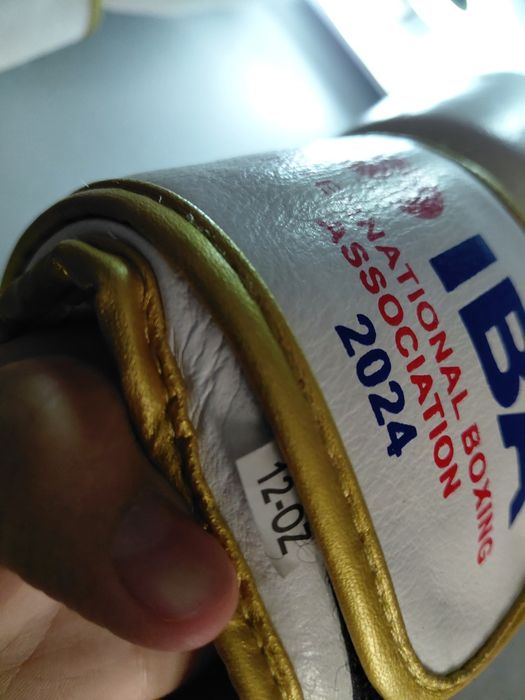 IBA
NATIONAL BOXING
ASSOCIATION
2024
12-OZ